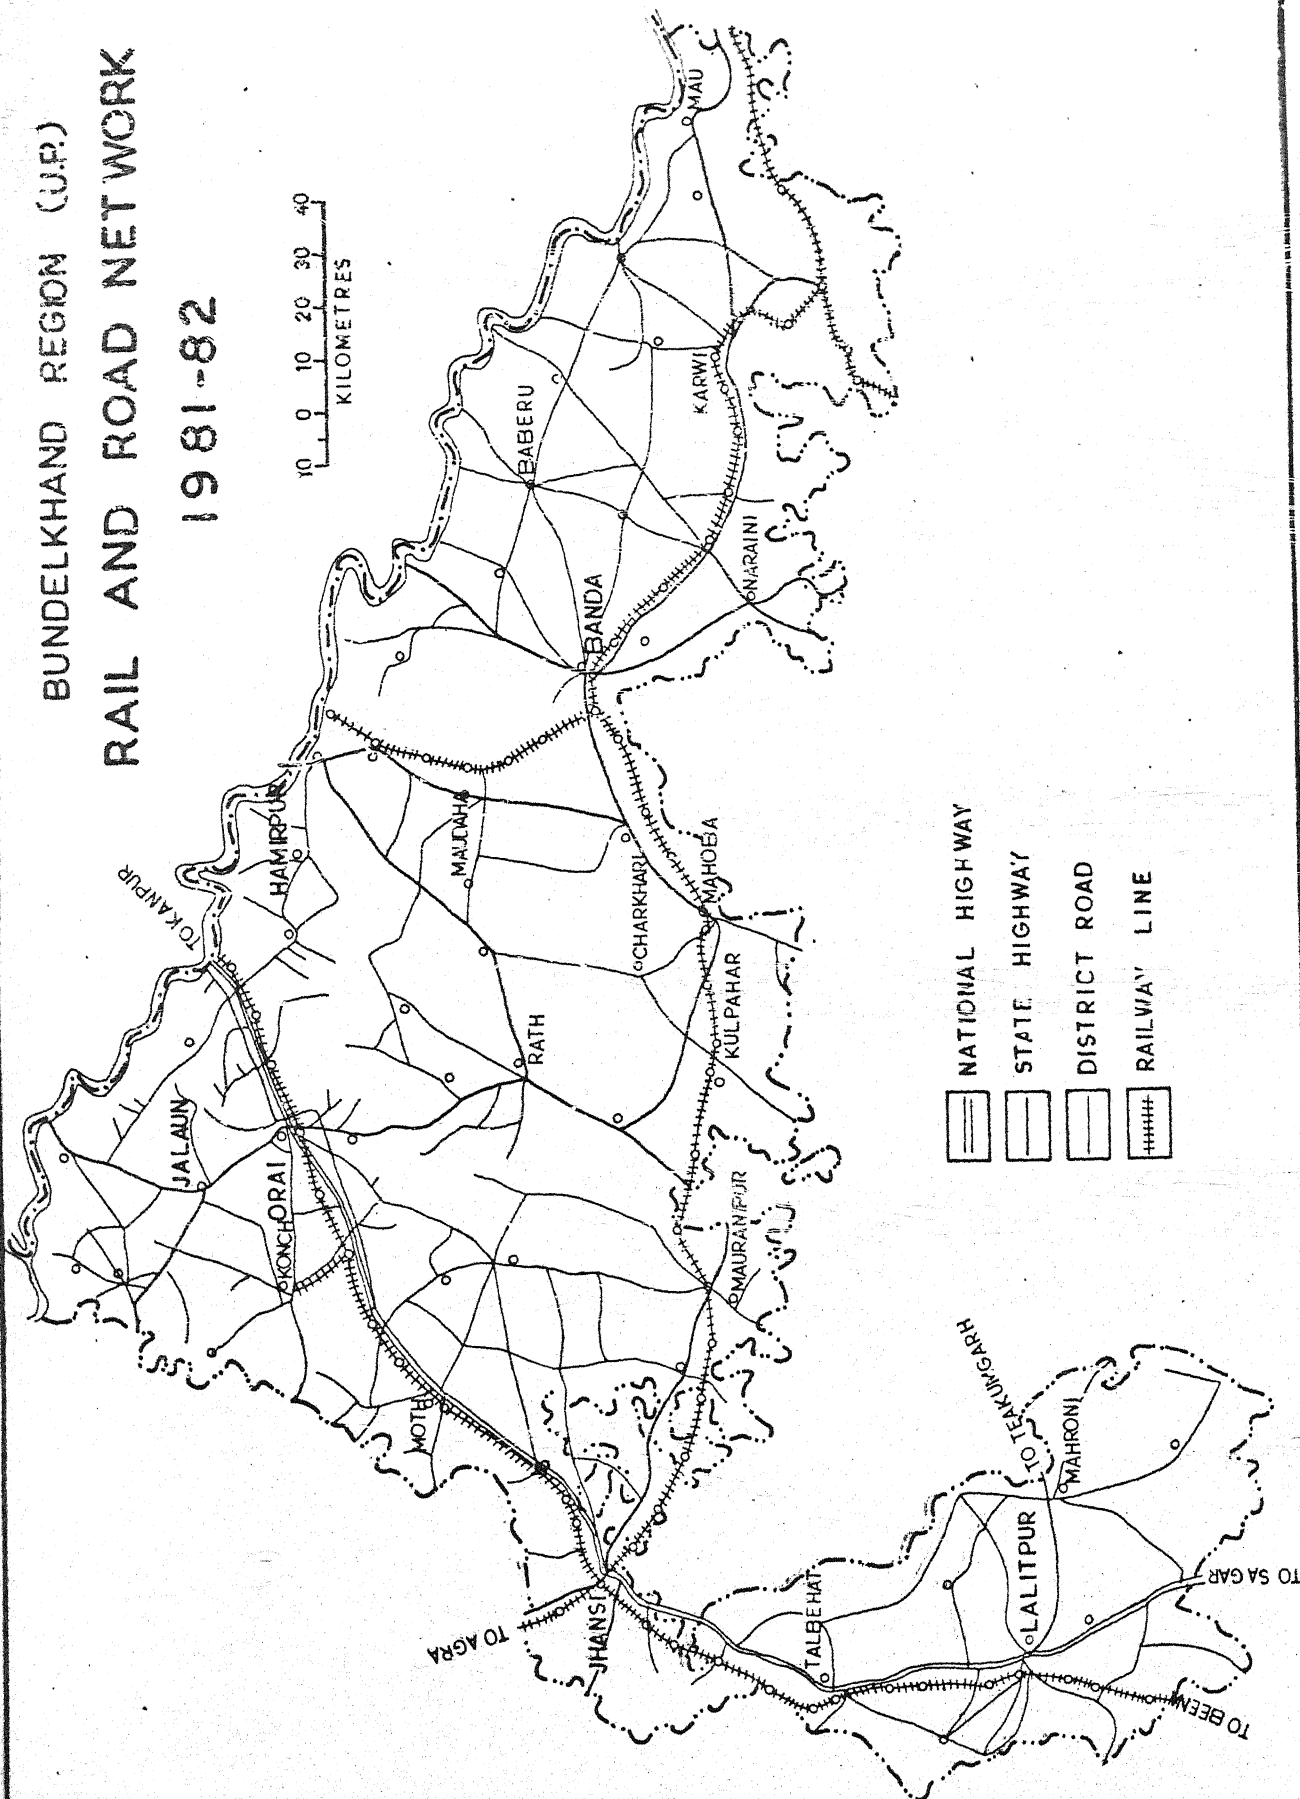 BUNDELKHAND REGION (U.P.)
RAIL AND ROAD NETWORK
1981-82
10 0 10 20 30 40
KILOMETRES
TO KANPUR
HAMIRPUR
JALAUN
ORAI
KONCH
MAUDAHA
RATH
CHARKHARI
MAHOBA
KULPAHAR
MAURANIPUR
MOTH
BABERU
BANDA
NARAINI
KARWI
MAU
TO AGRA
JHANSI
TALBEHAT
LALITPUR
MAHRONI
TO TEAKUMGARH
TO SAGAR
TO BEENA
NATIONAL HIGHWAY
STATE HIGHWAY
DISTRICT ROAD
RAILWAY LINE